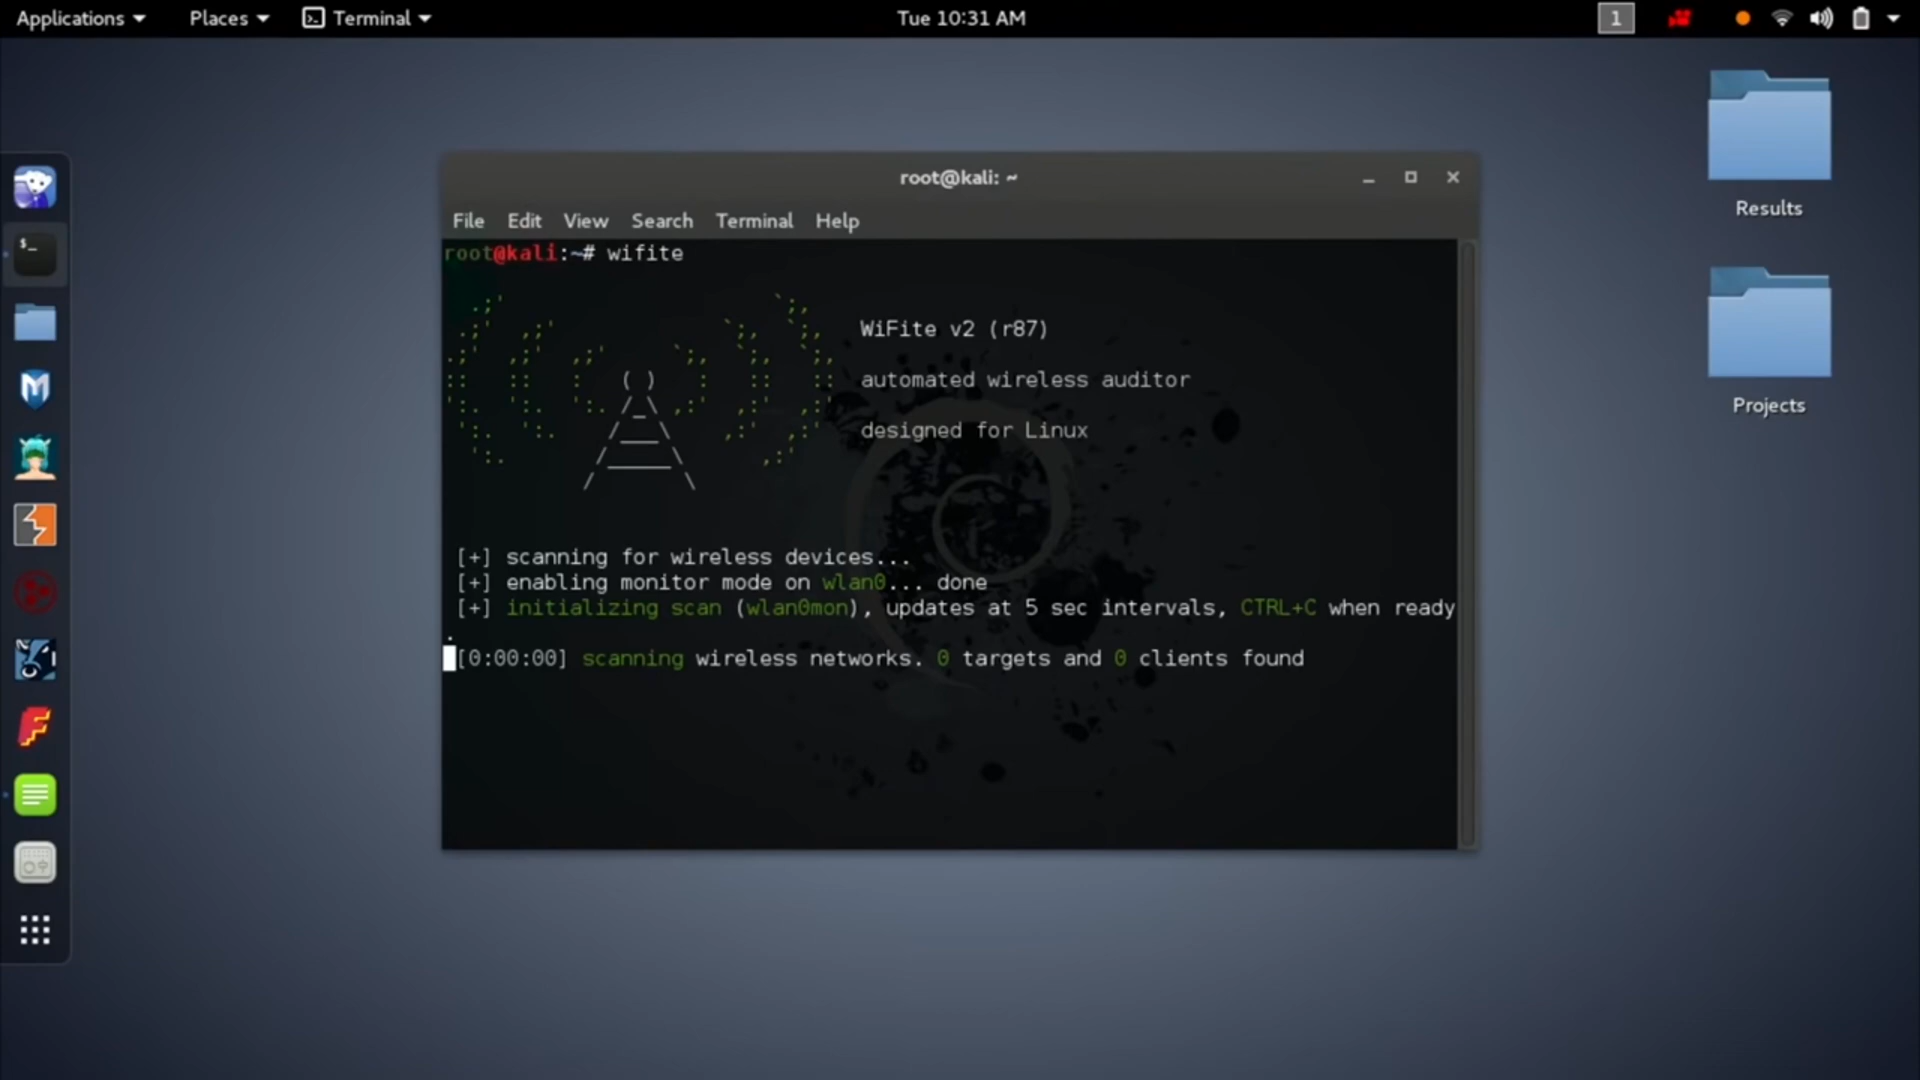 Applications Places Terminal Tue 10:31 AM 1
Results
Projects
root@kali: ~
File Edit View Search Terminal Help
root@kali:~# wifite
WiFite v2 (r87)
automated wireless auditor
designed for Linux
[+] scanning for wireless devices...
[+] enabling monitor mode on wlan0... done
[+] initializing scan (wlan0mon), updates at 5 sec intervals, CTRL+C when ready
.
[0:00:00] scanning wireless networks. 0 targets and 0 clients found